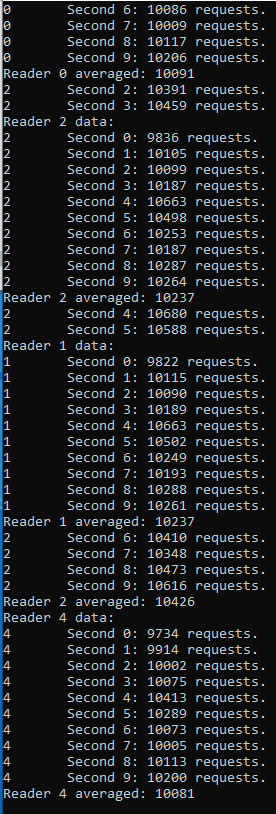 0       Second 6: 10086 requests.
0       Second 7: 10009 requests.
0       Second 8: 10117 requests.
0       Second 9: 10206 requests.
Reader 0 averaged: 10091
2       Second 2: 10391 requests.
2       Second 3: 10459 requests.
Reader 2 data:
2       Second 0: 9836 requests.
2       Second 1: 10105 requests.
2       Second 2: 10099 requests.
2       Second 3: 10187 requests.
2       Second 4: 10663 requests.
2       Second 5: 10498 requests.
2       Second 6: 10253 requests.
2       Second 7: 10187 requests.
2       Second 8: 10287 requests.
2       Second 9: 10264 requests.
Reader 2 averaged: 10237
2       Second 4: 10680 requests.
2       Second 5: 10588 requests.
Reader 1 data:
1       Second 0: 9822 requests.
1       Second 1: 10115 requests.
1       Second 2: 10090 requests.
1       Second 3: 10189 requests.
1       Second 4: 10663 requests.
1       Second 5: 10502 requests.
1       Second 6: 10249 requests.
1       Second 7: 10193 requests.
1       Second 8: 10288 requests.
1       Second 9: 10261 requests.
Reader 1 averaged: 10237
2       Second 6: 10410 requests.
2       Second 7: 10348 requests.
2       Second 8: 10473 requests.
2       Second 9: 10616 requests.
Reader 2 averaged: 10426
Reader 4 data:
4       Second 0: 9734 requests.
4       Second 1: 9914 requests.
4       Second 2: 10002 requests.
4       Second 3: 10075 requests.
4       Second 4: 10413 requests.
4       Second 5: 10289 requests.
4       Second 6: 10073 requests.
4       Second 7: 10005 requests.
4       Second 8: 10113 requests.
4       Second 9: 10200 requests.
Reader 4 averaged: 10081